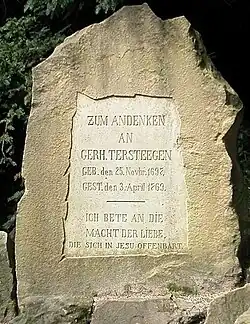 ZUM ANDENKEN
AN
GERH. TERSTEEGEN
GEB. den 25. Novbr. 1697.
GEST. den 3. April 1769.
ICH BETE AN DIE
MACHT DER LIEBE,
DIE SICH IN JESU OFFENBART.